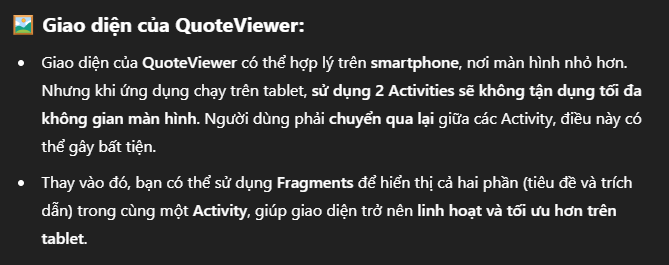 Giao diện của QuoteViewer:
• Giao diện của QuoteViewer có thể hợp lý trên smartphone, nơi màn hình nhỏ hơn.
Nhưng khi ứng dụng chạy trên tablet, sử dụng 2 Activities sẽ không tận dụng tối đa
không gian màn hình. Người dùng phải chuyển qua lại giữa các Activity, điều này có
thể gây bất tiện.
• Thay vào đó, bạn có thể sử dụng Fragments để hiển thị cả hai phần (tiêu đề và trích
dẫn) trong cùng một Activity, giúp giao diện trở nên linh hoạt và tối ưu hơn trên
tablet.